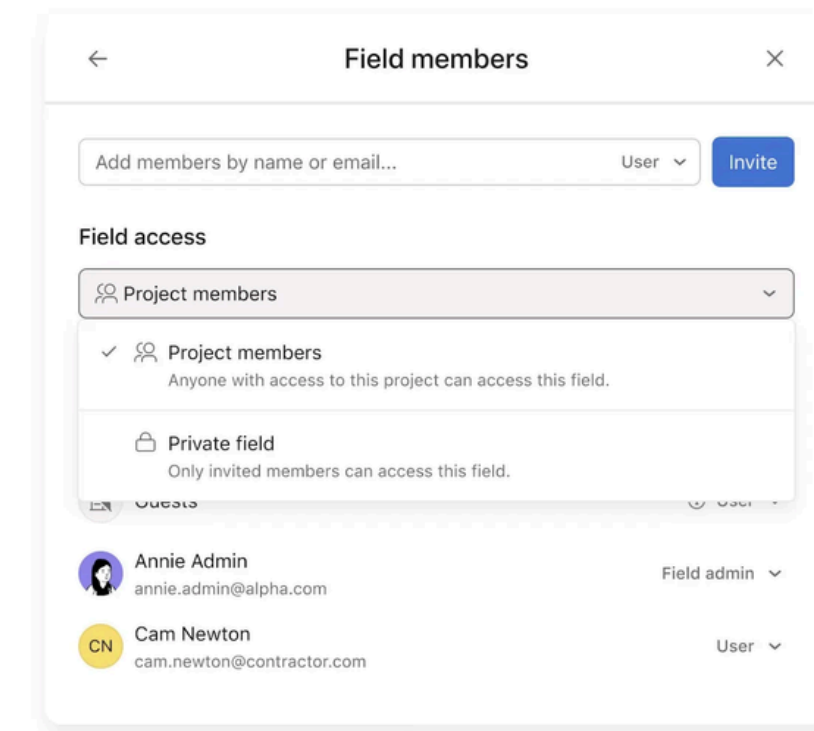 Field members
Add members by name or email...
User
Invite
Field access
Project members
Project members
Anyone with access to this project can access this field.
Private field
Only invited members can access this field.
Guests
User
Annie Admin
annie.admin@alpha.com
Field admin
CN
Cam Newton
cam.newton@contractor.com
User